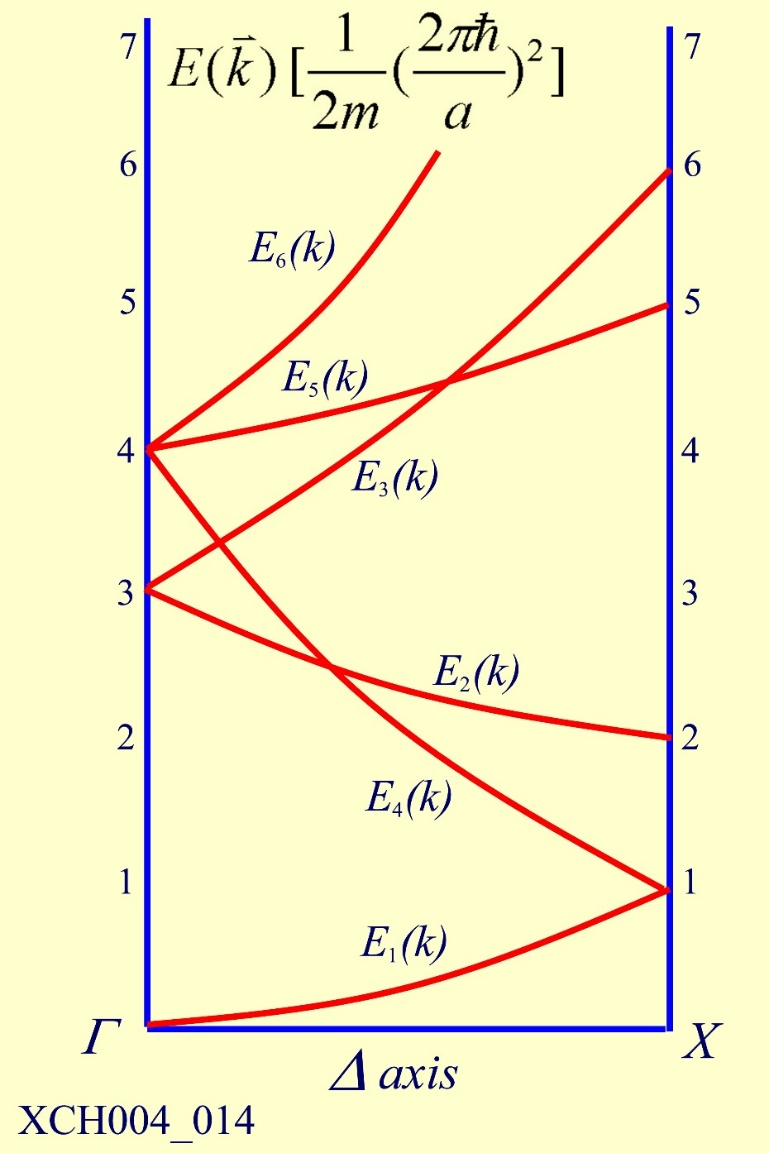 7 E(k⃗) [1/2m (2πħ/a)²] 7
6 6
E₆(k)
5 5
E₅(k)
4 4
E₃(k)
3 3
E₂(k)
2 2
E₄(k)
1 1
E₁(k)
Γ X
Δ axis
XCH004_014